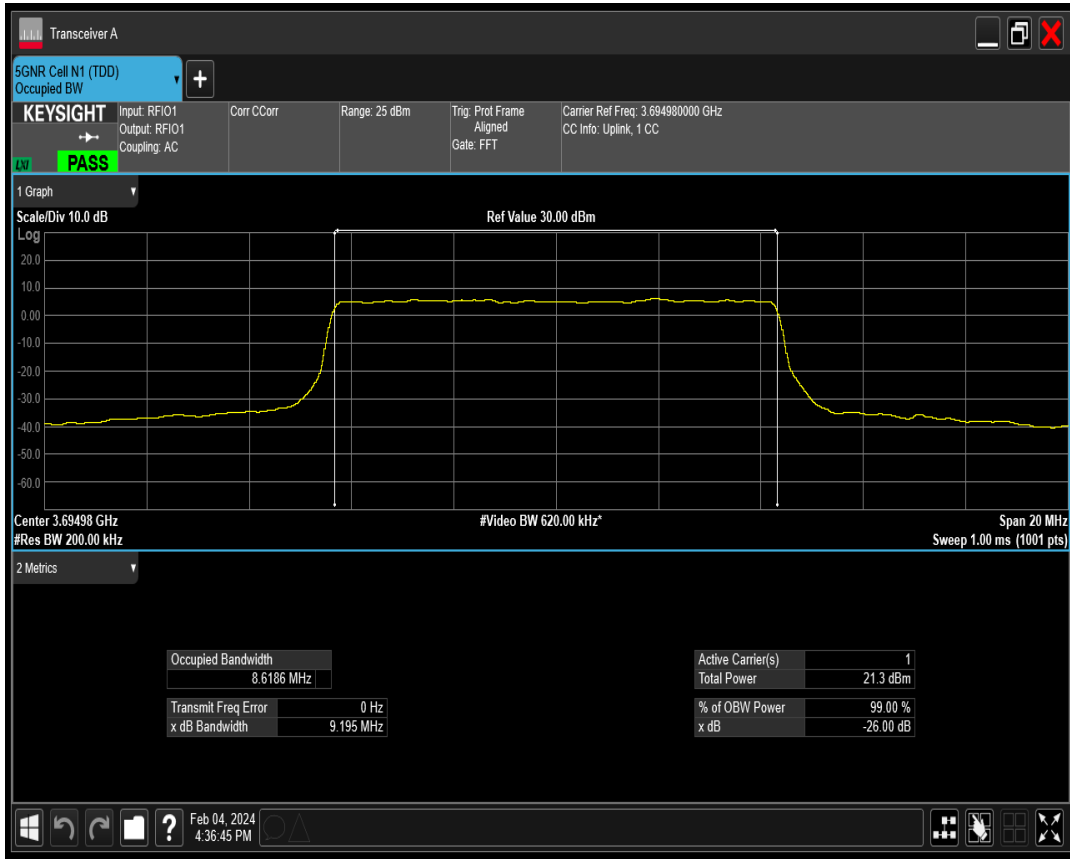 Transceiver A
5GNR Cell N1 (TDD)
Occupied BW
KEYSIGHT
LXI
PASS
Input: RFIO1
Output: RFIO1
Coupling: AC
Corr CCorr
Range: 25 dBm
Trig: Prot Frame
Aligned
Gate: FFT
Carrier Ref Freq: 3.694980000 GHz
CC Info: Uplink, 1 CC
1 Graph
Scale/Div 10.0 dB
Ref Value 30.00 dBm
Log
20.0
10.0
0.00
-10.0
-20.0
-30.0
-40.0
-50.0
-60.0
Center 3.69498 GHz
#Video BW 620.00 kHz*
Span 20 MHz
#Res BW 200.00 kHz
Sweep 1.00 ms (1001 pts)
2 Metrics
Occupied Bandwidth
8.6186 MHz
Transmit Freq Error 0 Hz
x dB Bandwidth 9.195 MHz
Active Carrier(s) 1
Total Power 21.3 dBm
% of OBW Power 99.00 %
x dB -26.00 dB
?
Feb 04, 2024
4:36:45 PM